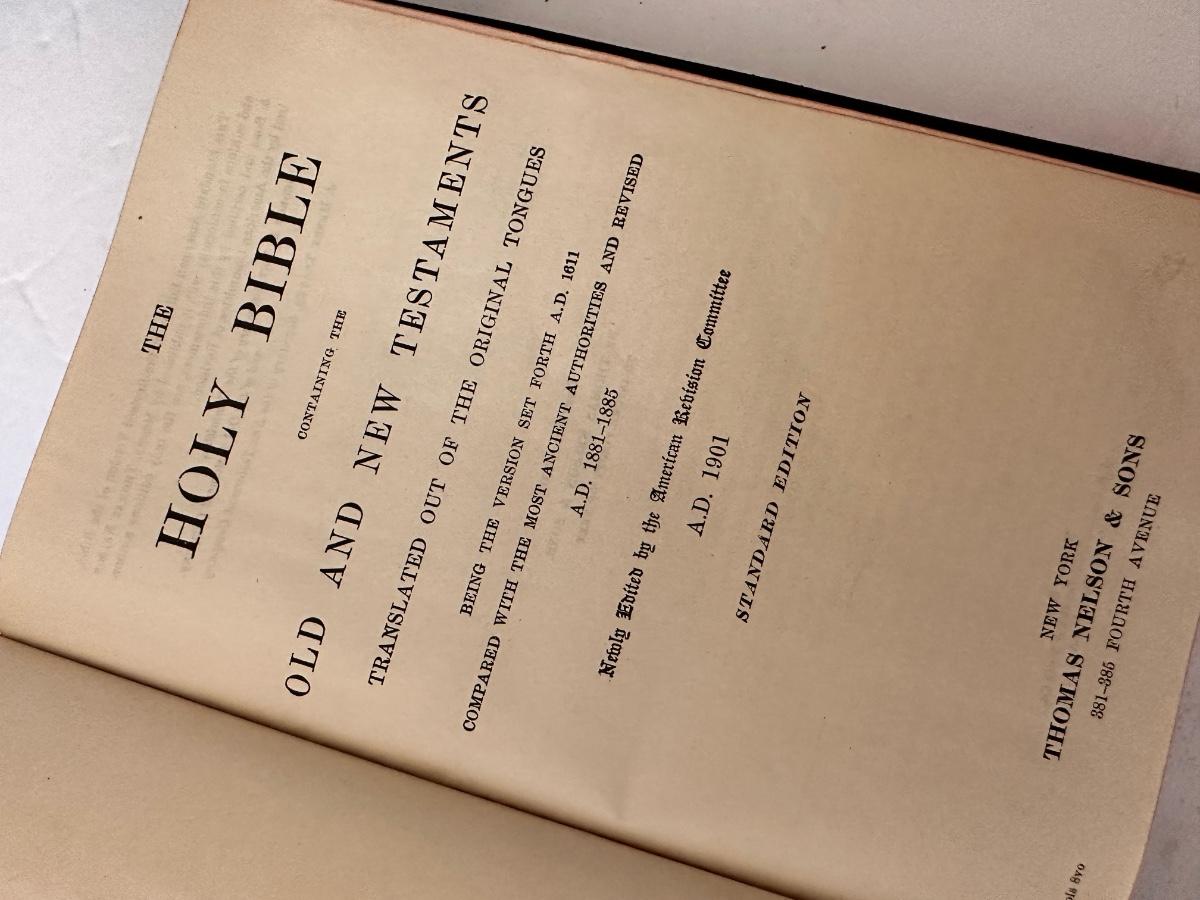 THE
HOLY BIBLE
CONTAINING THE
OLD AND NEW TESTAMENTS
TRANSLATED OUT OF THE ORIGINAL TONGUES
BEING THE VERSION SET FORTH A.D. 1611
COMPARED WITH THE MOST ANCIENT AUTHORITIES AND REVISED
A.D. 1881-1885
Newly Edited by the American Revision Committee
A.D. 1901
STANDARD EDITION
NEW YORK
THOMAS NELSON & SONS
381-385 FOURTH AVENUE
8vo